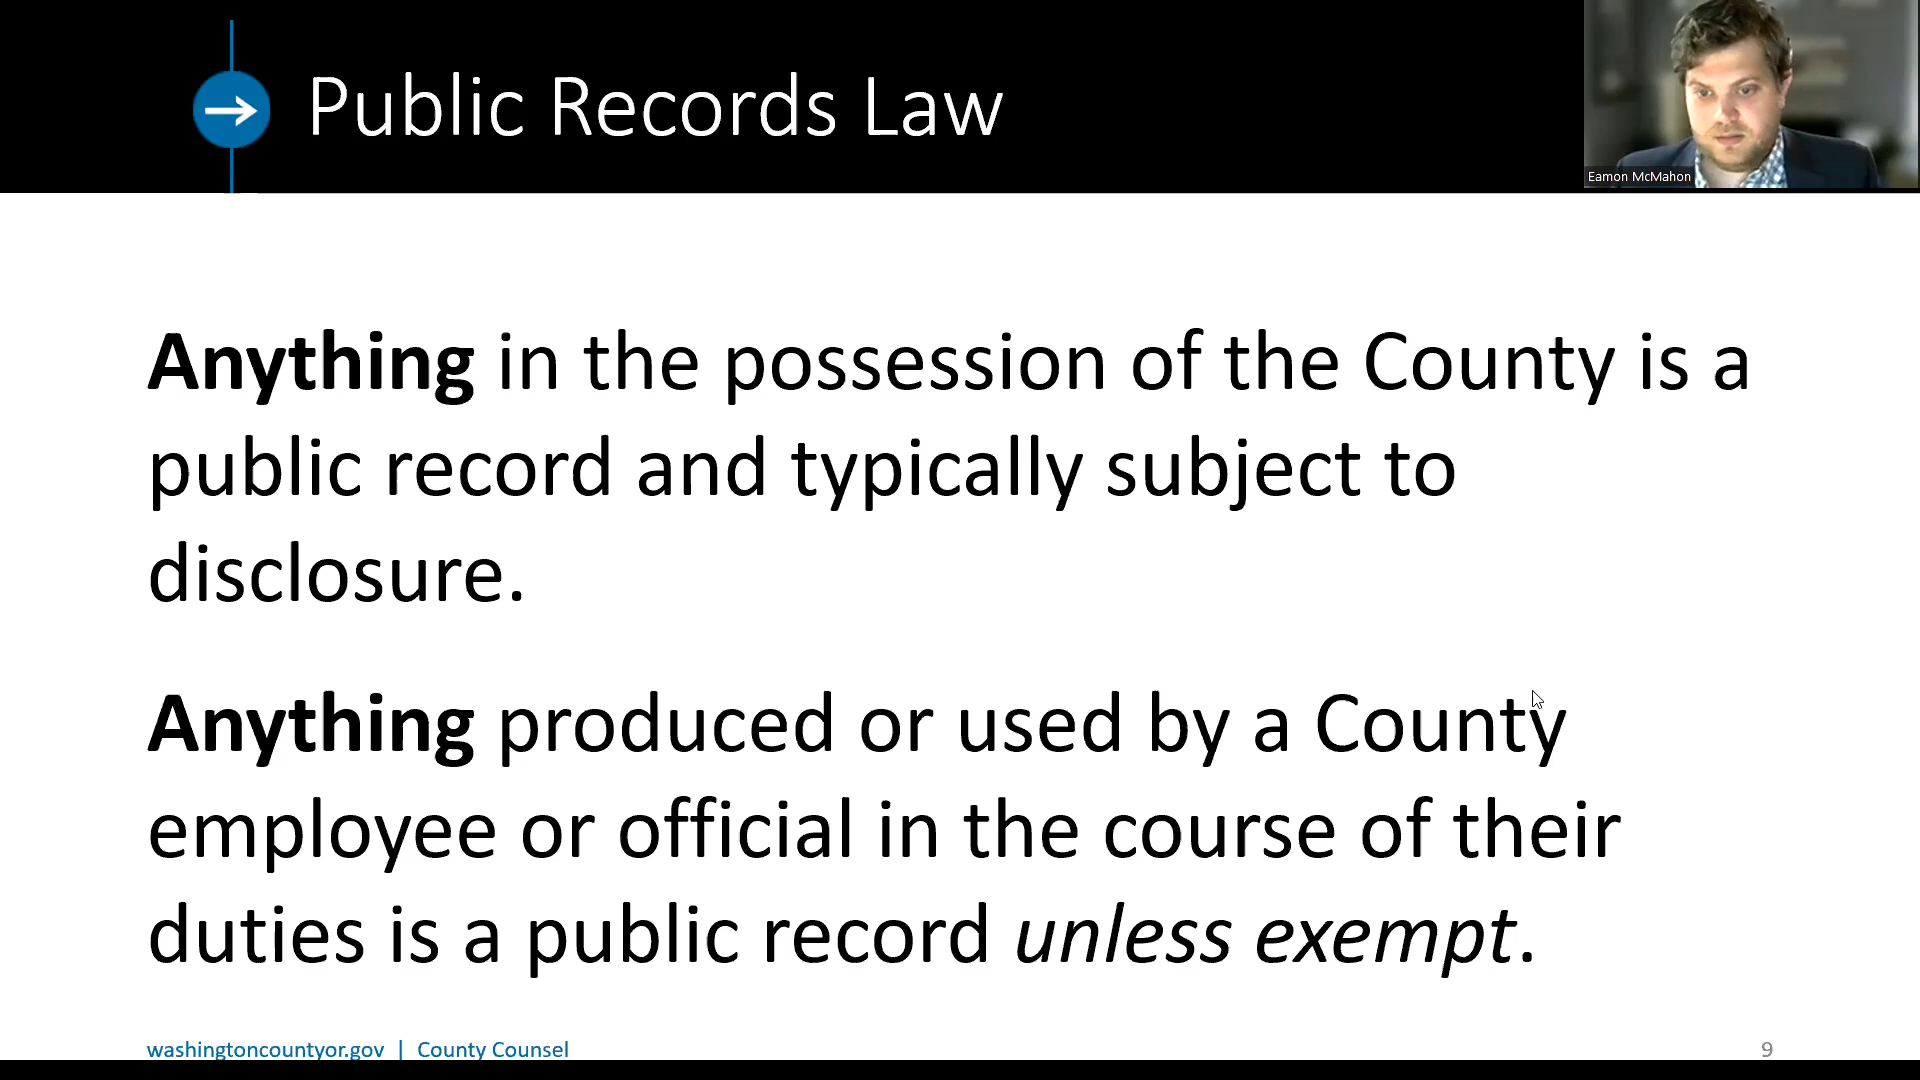 Public Records Law
Eamon McMahon
Anything in the possession of the County is a
public record and typically subject to
disclosure.
Anything produced or used by a County
employee or official in the course of their
duties is a public record unless exempt.
washingtoncountyor.gov | County Counsel
9